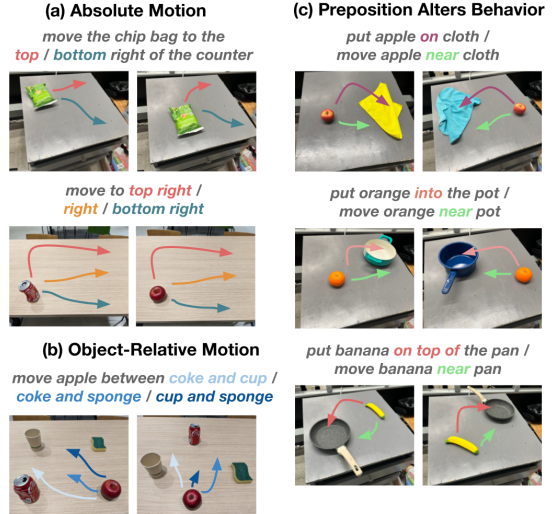 (a) Absolute Motion
move the chip bag to the
top / bottom right of the counter
move to top right /
right / bottom right
(b) Object-Relative Motion
move apple between coke and cup /
coke and sponge / cup and sponge
(c) Preposition Alters Behavior
put apple on cloth /
move apple near cloth
put orange into the pot /
move orange near pot
put banana on top of the pan /
move banana near pan